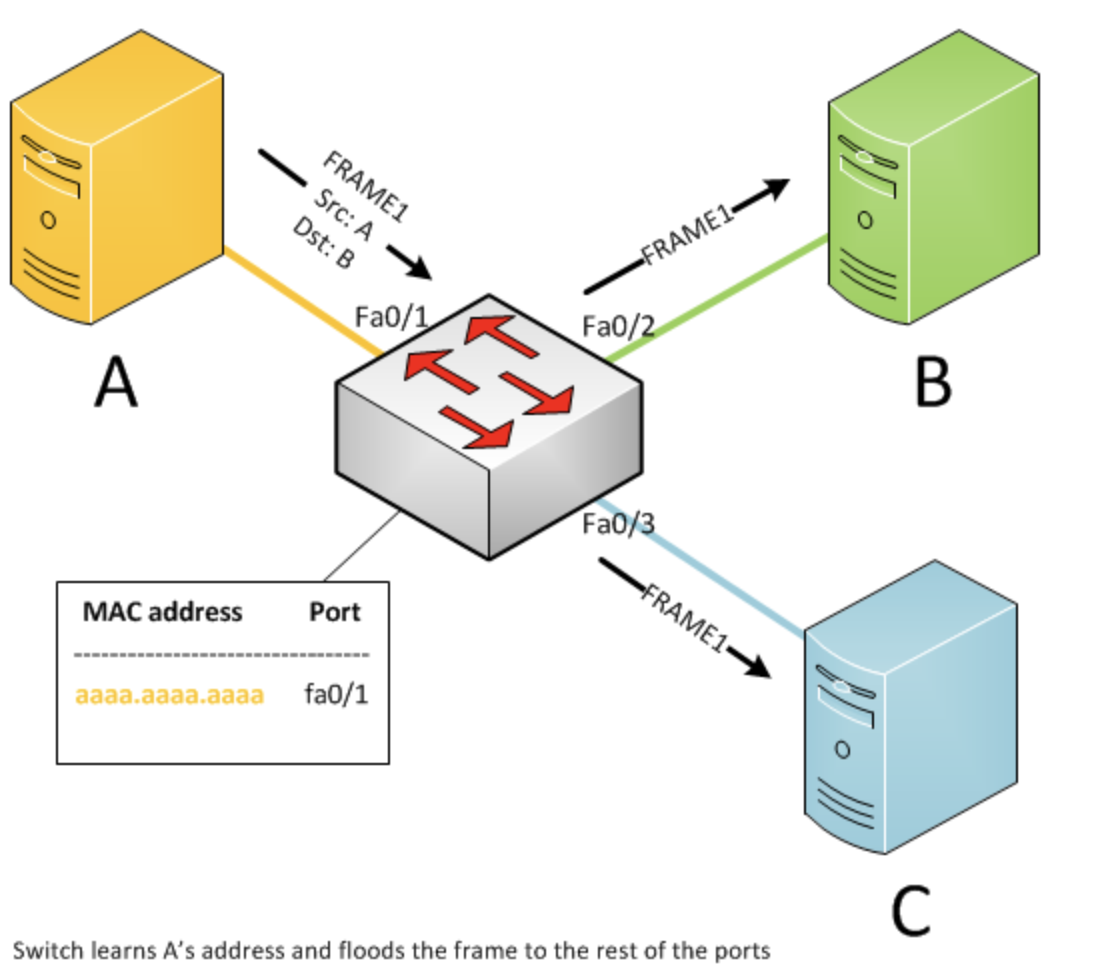 FRAME1
Src: A
Dst: B
FRAME1
Fa0/1
Fa0/2
A
B
Fa0/3
FRAME1
MAC address Port
---------------------------------
aaaa.aaaa.aaaa fa0/1
C
Switch learns A's address and floods the frame to the rest of the ports